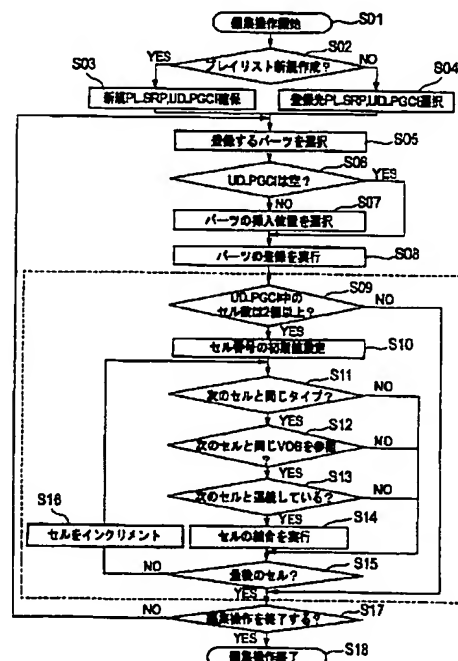 編集操作開始
S01
S02
YES
プレイリスト新規作成?
NO
S03
S04
新規PL_SRP,UD_PGCI確保
登録先PL_SRP,UD_PGCI選択
登録するパーツを選択
S05
S06
UD_PGCIは空?
YES
NO
S07
パーツの挿入位置を選択
パーツの登録を実行
S08
S09
UD_PGCI中の
セル数は2個以上?
NO
YES
セル番号の初期値設定
S10
S11
次のセルと同じタイプ?
NO
YES
S12
次のセルと同じVOBを参照
?
NO
YES
S13
次のセルと連続している?
NO
S16
YES
S14
セルをインクリメント
セルの結合を実行
NO
最後のセル?
S15
YES
NO
編集操作を終了する?
S17
YES
編集操作終了
S18